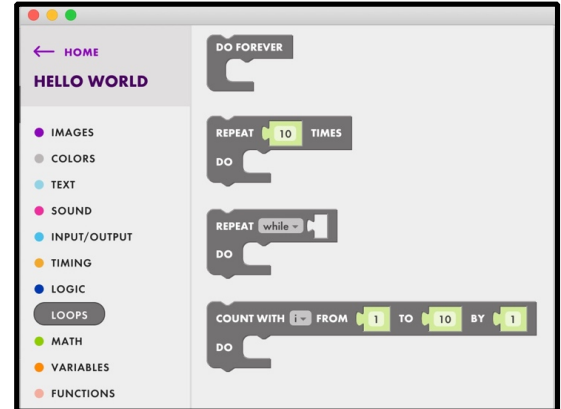 ← HOME
HELLO WORLD
IMAGES
COLORS
TEXT
SOUND
INPUT/OUTPUT
TIMING
LOGIC
LOOPS
MATH
VARIABLES
FUNCTIONS
DO FOREVER
REPEAT 10 TIMES
DO
REPEAT while
DO
COUNT WITH i FROM 1 TO 10 BY 1
DO